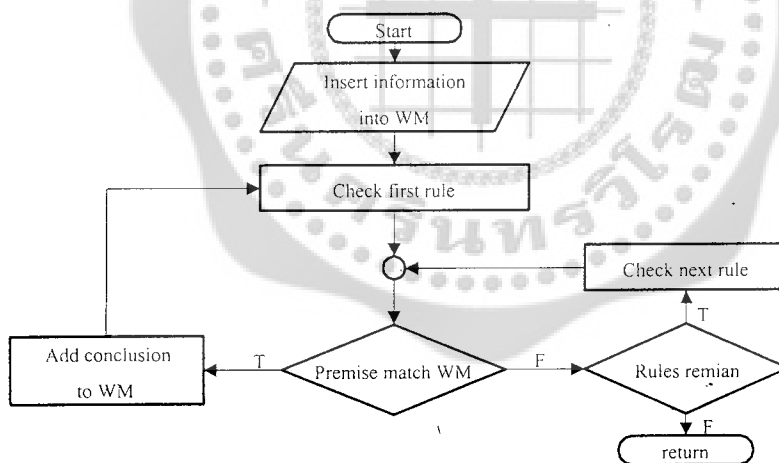 Start
Insert information
into WM
Check first rule
Check next rule
Add conclusion
to WM
T
Premise match WM
F
T
Rules remian
F
return